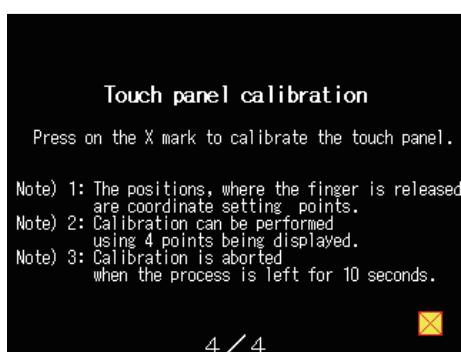 Touch panel calibration
Press on the X mark to calibrate the touch panel.
Note) 1: The positions, where the finger is released
are coordinate setting points.
Note) 2: Calibration can be performed
using 4 points being displayed.
Note) 3: Calibration is aborted
when the process is left for 10 seconds.
4／4